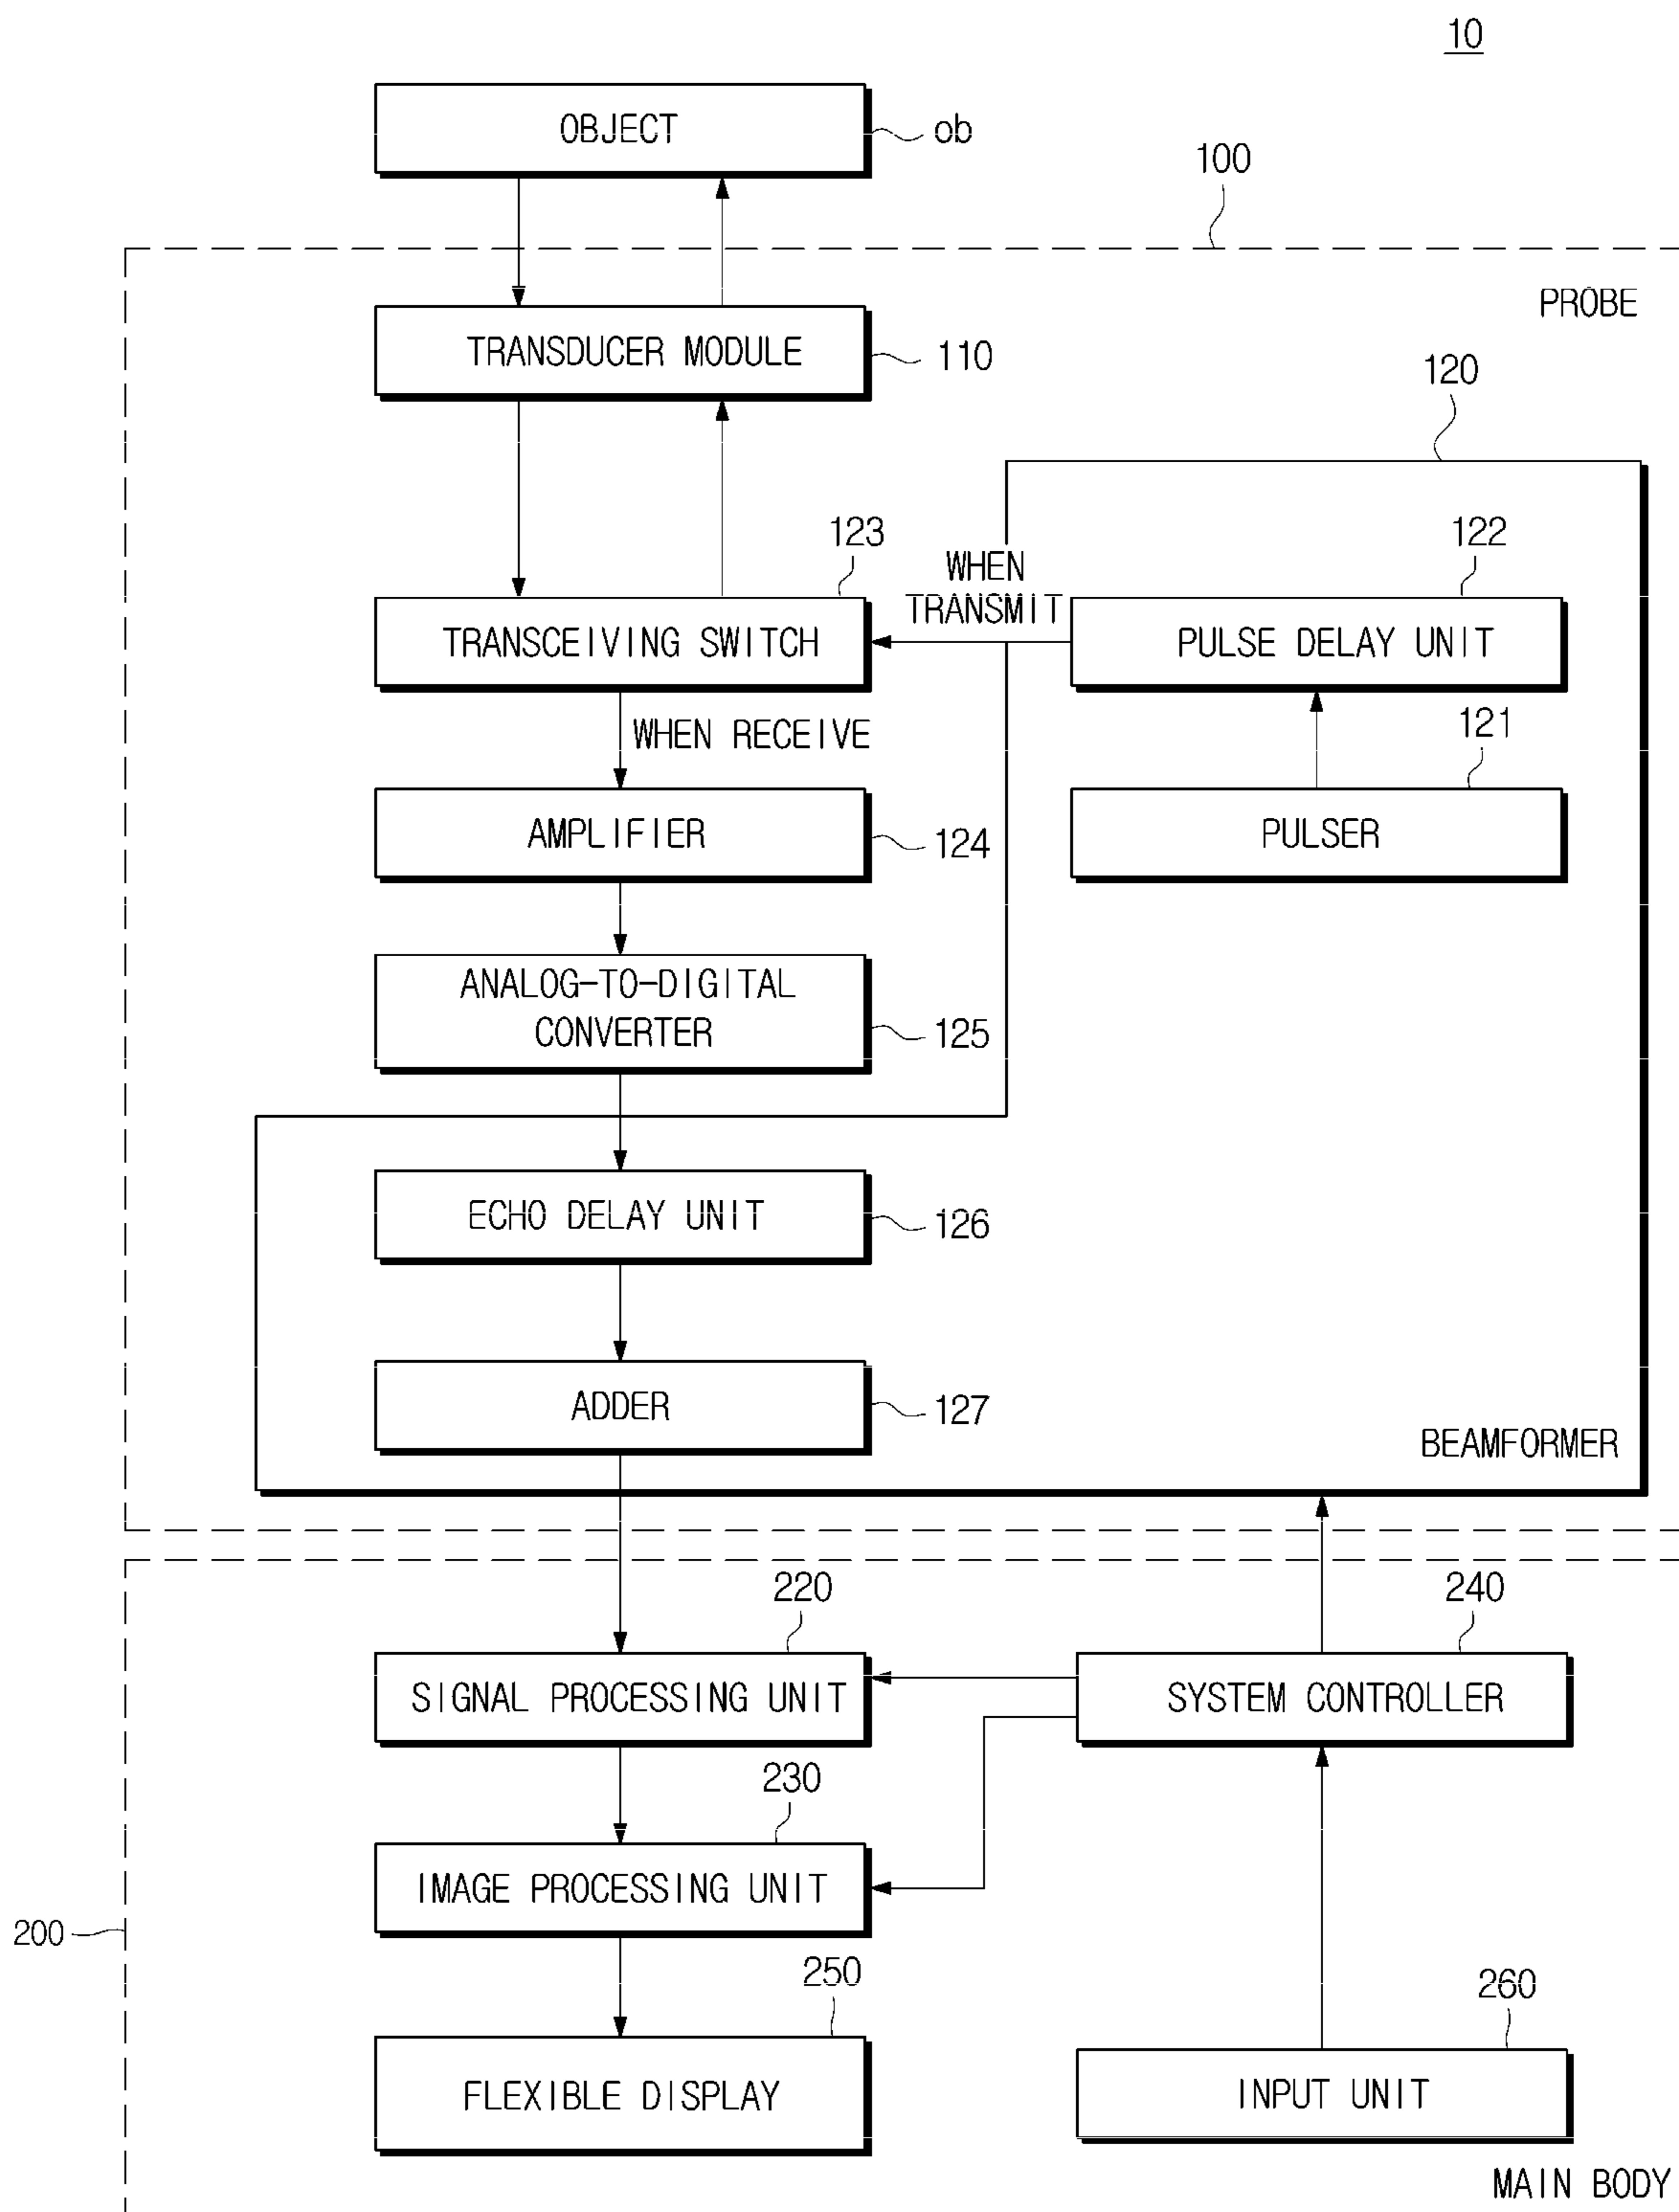 10
OBJECT
ob
100
PROBE
TRANSDUCER MODULE
110
120
123
WHEN
TRANSMIT
122
TRANSCEIVING SWITCH
PULSE DELAY UNIT
WHEN RECEIVE
121
AMPLIFIER
124
PULSER
ANALOG-TO-DIGITAL
CONVERTER
125
ECHO DELAY UNIT
126
ADDER
127
BEAMFORMER
220
240
SIGNAL PROCESSING UNIT
SYSTEM CONTROLLER
230
IMAGE PROCESSING UNIT
200
250
260
FLEXIBLE DISPLAY
INPUT UNIT
MAIN BODY